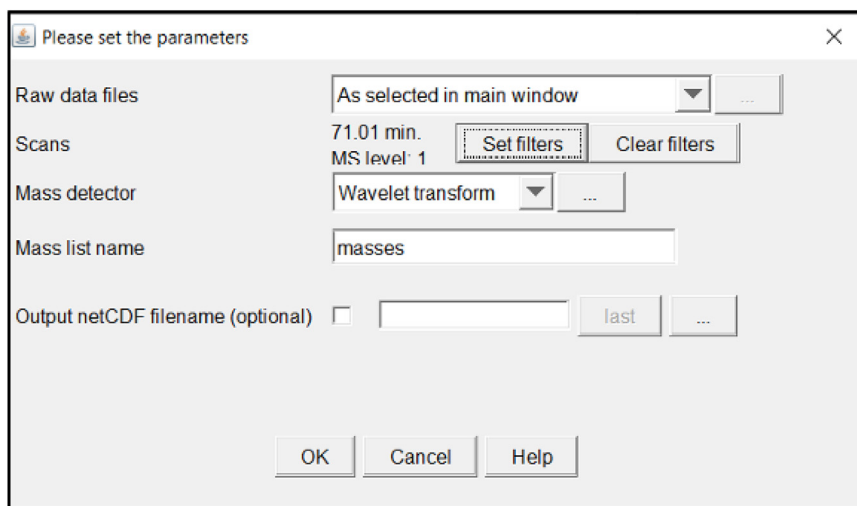 Please set the parameters
Raw data files As selected in main window ...
Scans 71.01 min. Set filters Clear filters
MS level: 1
Mass detector Wavelet transform ...
Mass list name masses
Output netCDF filename (optional) last ...
OK Cancel Help